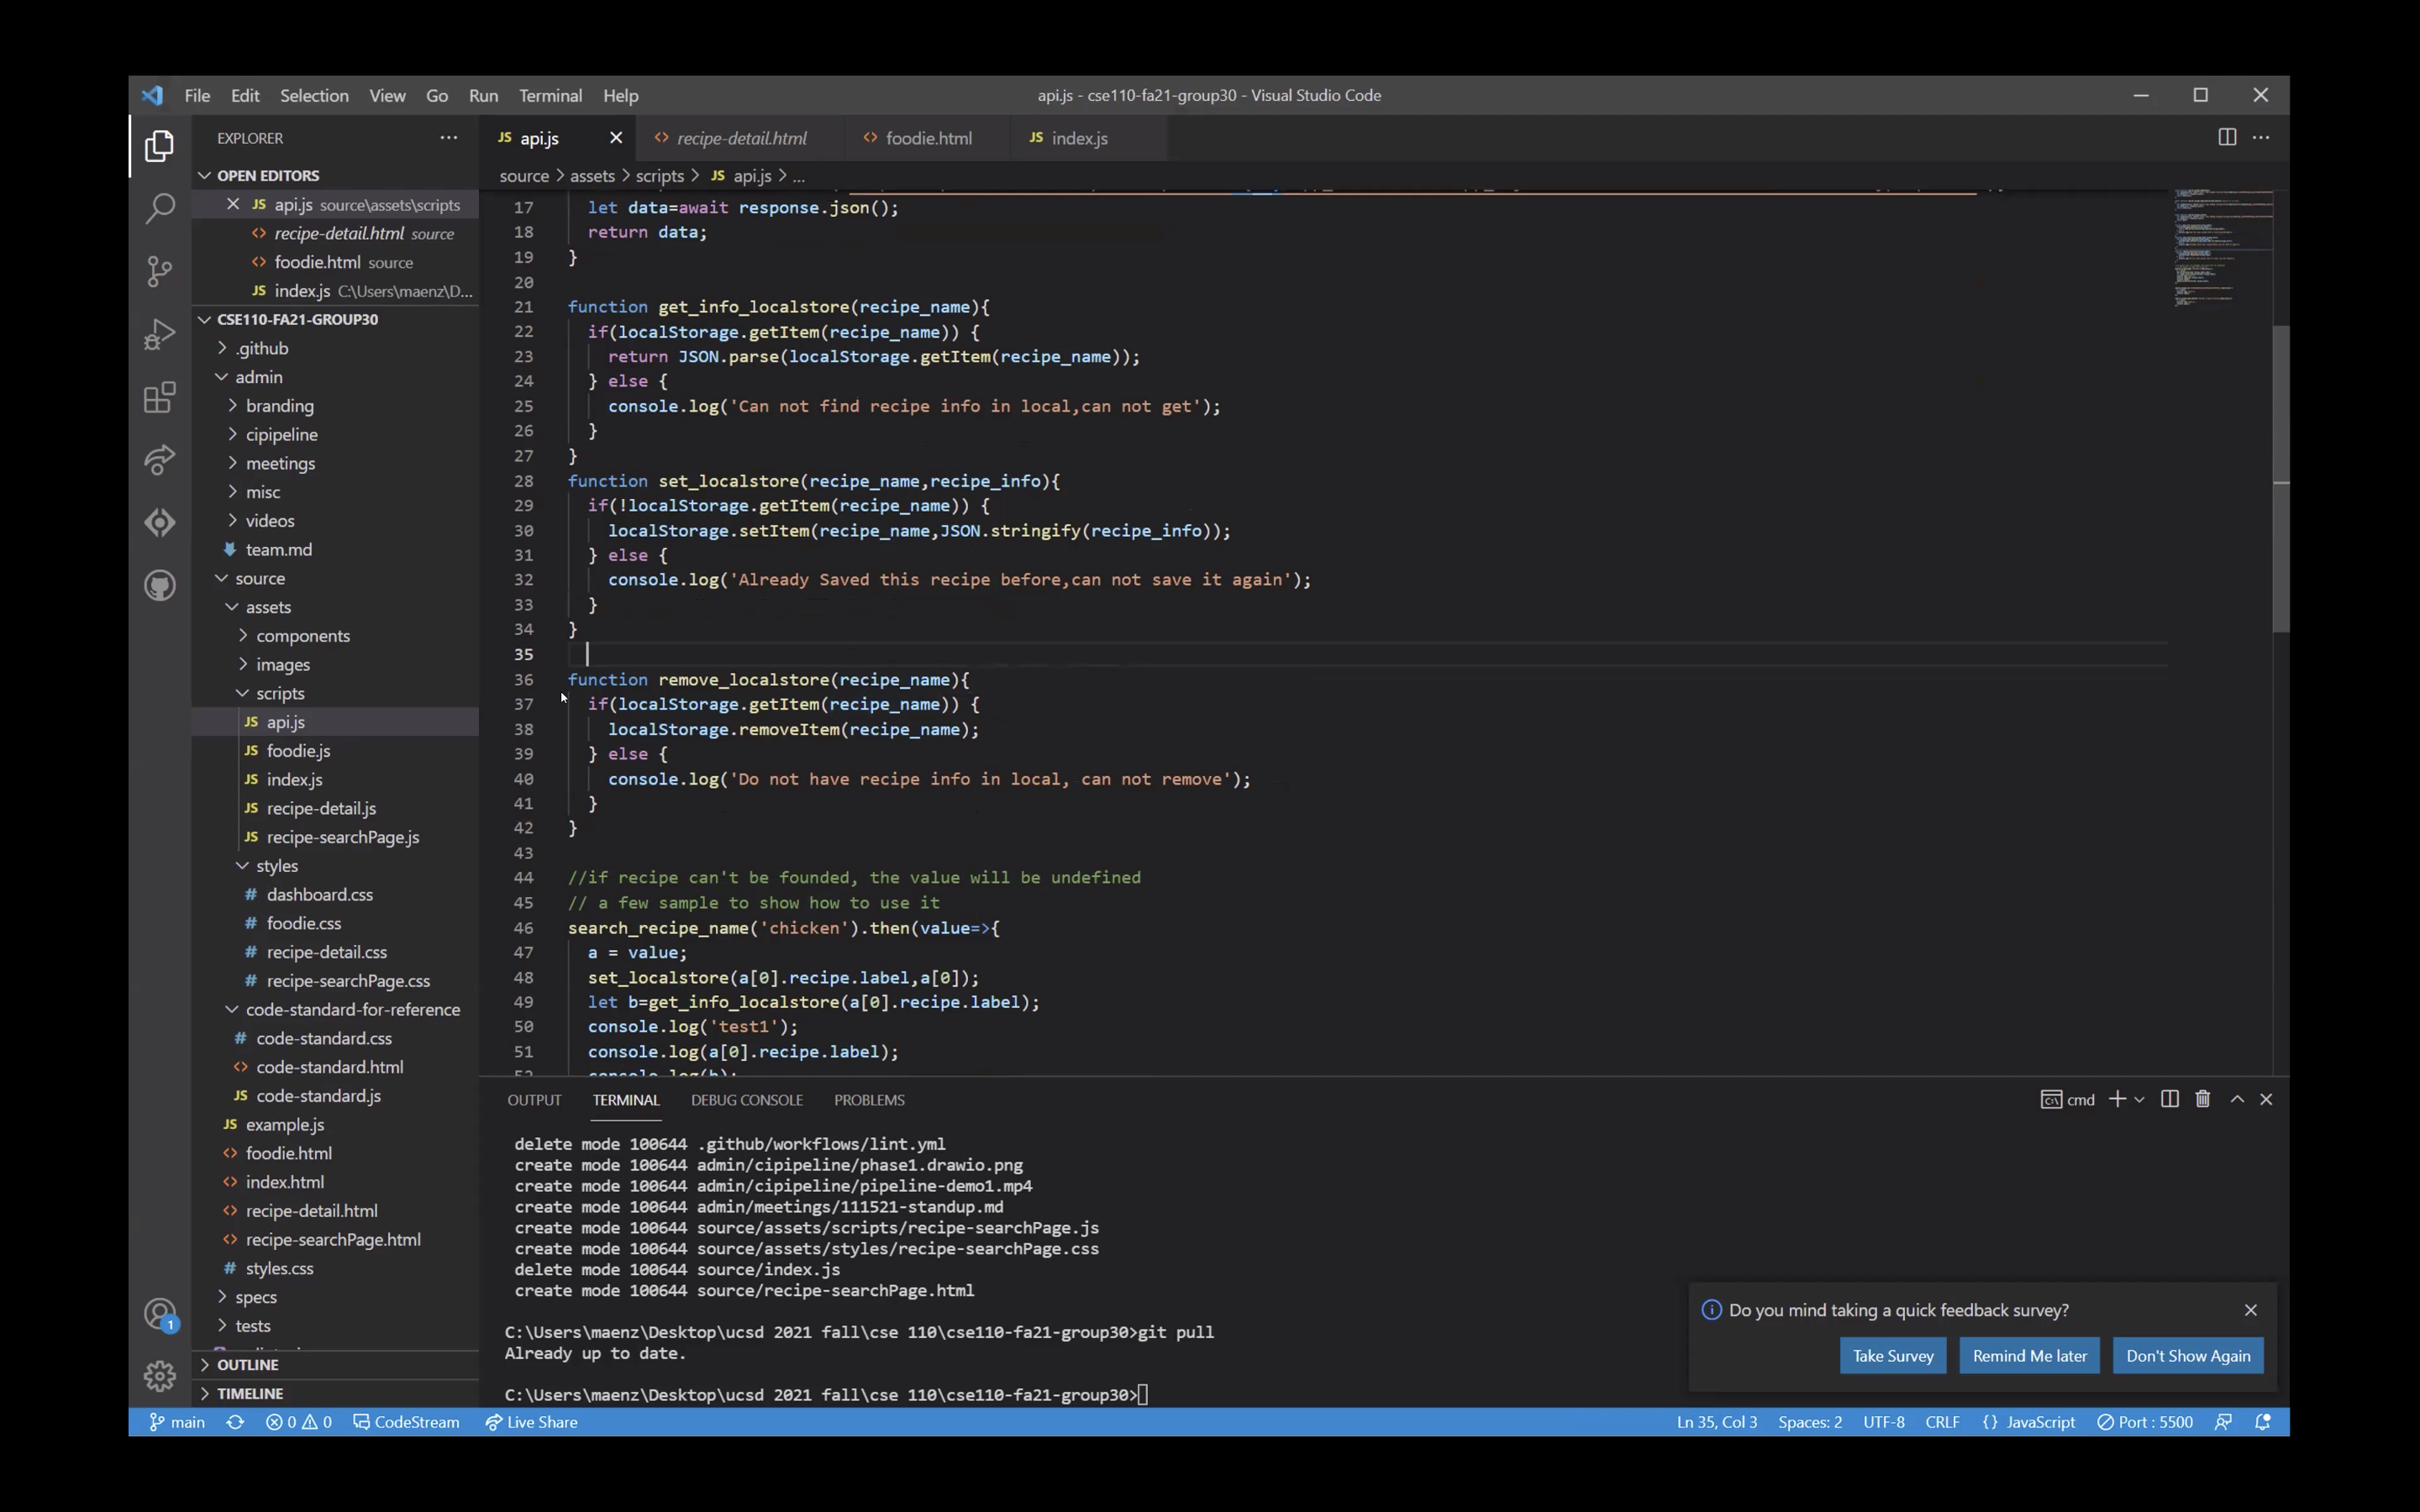 File Edit Selection View Go Run Terminal Help
api.js - cse110-fa21-group30 - Visual Studio Code
EXPLORER
OPEN EDITORS
JS api.js source\assets\scripts
<> recipe-detail.html source
<> foodie.html source
JS index.js C:\Users\maenz\D...
CSE110-FA21-GROUP30
.github
admin
branding
cipipeline
meetings
misc
videos
team.md
source
assets
components
images
scripts
JS api.js
JS foodie.js
JS index.js
JS recipe-detail.js
JS recipe-searchPage.js
styles
# dashboard.css
# foodie.css
# recipe-detail.css
# recipe-searchPage.css
code-standard-for-reference
# code-standard.css
<> code-standard.html
JS code-standard.js
JS example.js
<> foodie.html
<> index.html
<> recipe-detail.html
<> recipe-searchPage.html
# styles.css
specs
tests
OUTLINE
TIMELINE
1
JS api.js
<> recipe-detail.html
<> foodie.html
JS index.js
source > assets > scripts > JS api.js > ...
17 let data=await response.json();
18 return data;
19 }
20
21 function get_info_localstore(recipe_name){
22 if(localStorage.getItem(recipe_name)) {
23 return JSON.parse(localStorage.getItem(recipe_name));
24 } else {
25 console.log('Can not find recipe info in local,can not get');
26 }
27 }
28 function set_localstore(recipe_name,recipe_info){
29 if(!localStorage.getItem(recipe_name)) {
30 localStorage.setItem(recipe_name,JSON.stringify(recipe_info));
31 } else {
32 console.log('Already Saved this recipe before,can not save it again');
33 }
34 }
35
36 function remove_localstore(recipe_name){
37 if(localStorage.getItem(recipe_name)) {
38 localStorage.removeItem(recipe_name);
39 } else {
40 console.log('Do not have recipe info in local, can not remove');
41 }
42 }
43
44 //if recipe can't be founded, the value will be undefined
45 // a few sample to show how to use it
46 search_recipe_name('chicken').then(value=>{
47 a = value;
48 set_localstore(a[0].recipe.label,a[0]);
49 let b=get_info_localstore(a[0].recipe.label);
50 console.log('test1');
51 console.log(a[0].recipe.label);
52 console.log(b);
OUTPUT TERMINAL DEBUG CONSOLE PROBLEMS
cmd
delete mode 100644 .github/workflows/lint.yml
create mode 100644 admin/cipipeline/phase1.drawio.png
create mode 100644 admin/cipipeline/pipeline-demo1.mp4
create mode 100644 admin/meetings/111521-standup.md
create mode 100644 source/assets/scripts/recipe-searchPage.js
create mode 100644 source/assets/styles/recipe-searchPage.css
delete mode 100644 source/index.js
create mode 100644 source/recipe-searchPage.html
C:\Users\maenz\Desktop\ucsd 2021 fall\cse 110\cse110-fa21-group30>git pull
Already up to date.
C:\Users\maenz\Desktop\ucsd 2021 fall\cse 110\cse110-fa21-group30>
Do you mind taking a quick feedback survey?
Take Survey Remind Me later Don't Show Again
main 0 0 CodeStream Live Share
Ln 35, Col 3 Spaces: 2 UTF-8 CRLF {} JavaScript Port : 5500